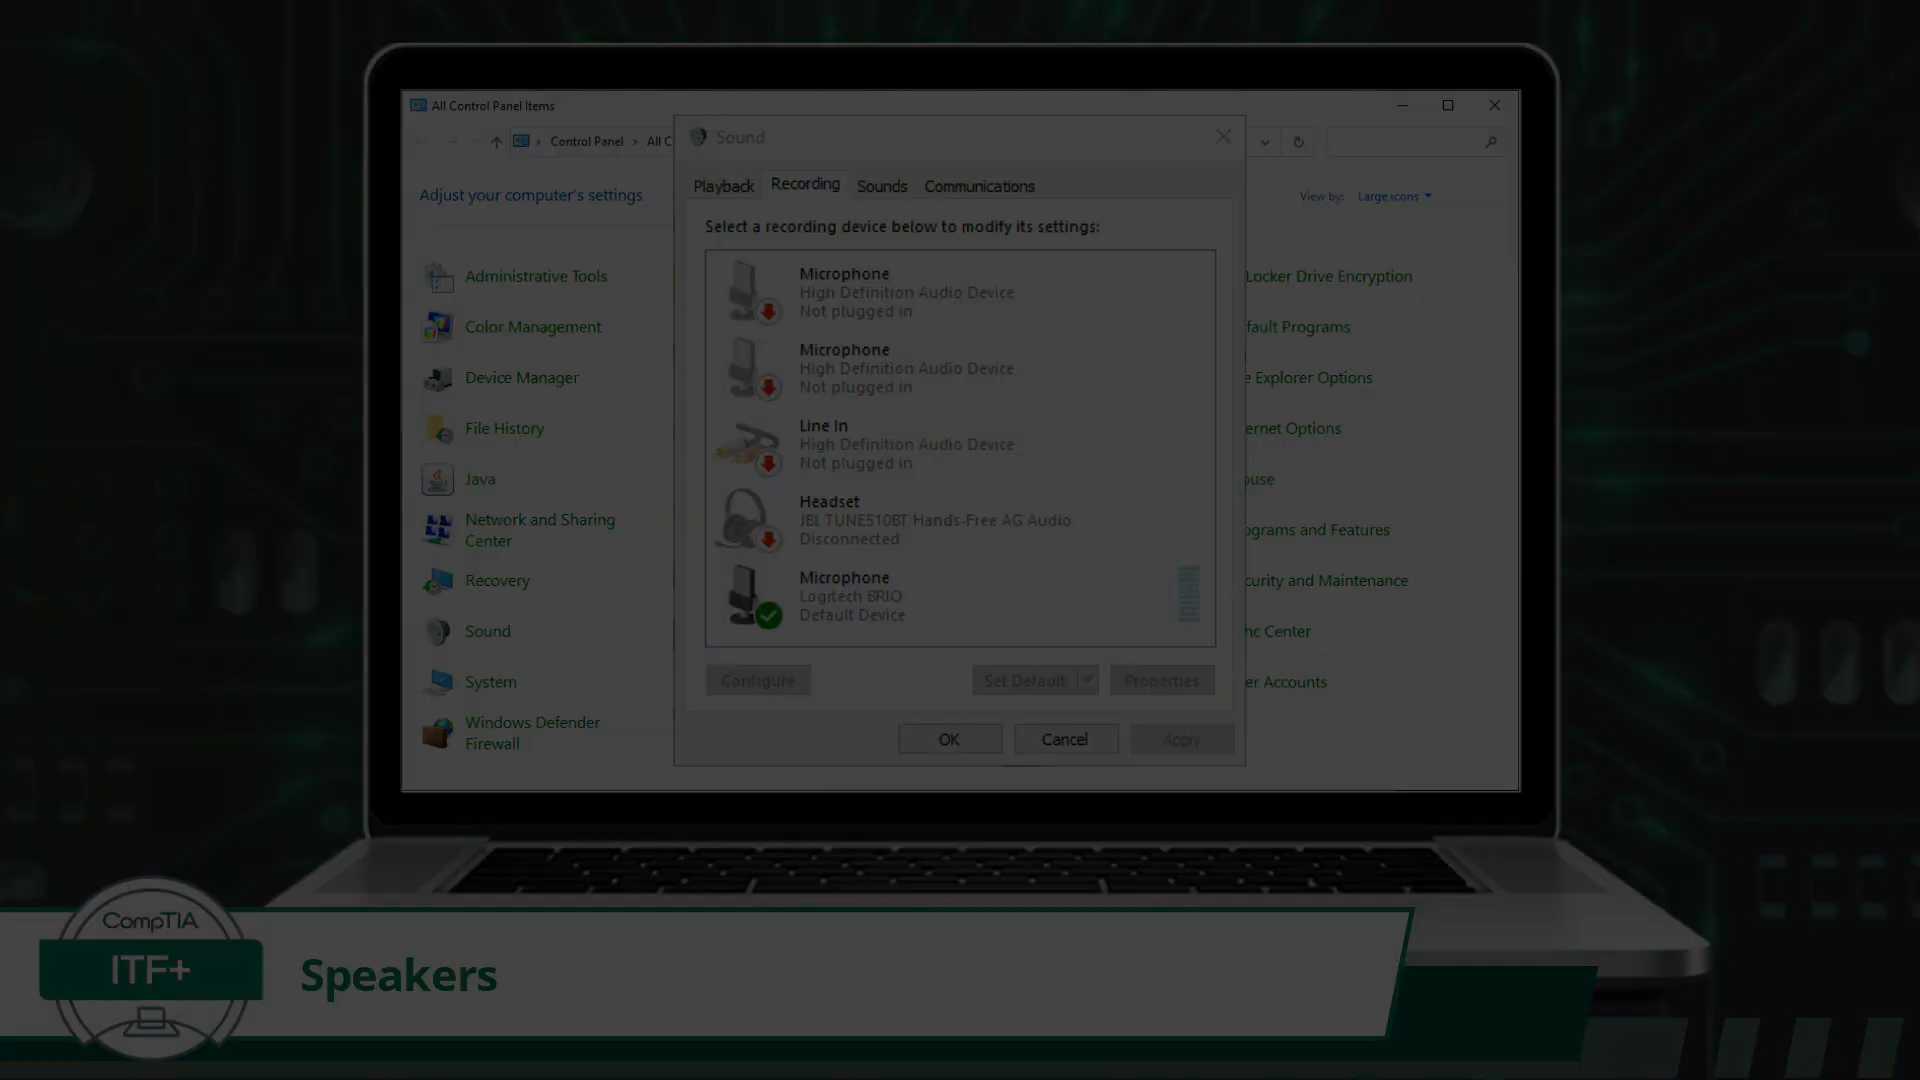 All Control Panel Items
Control Panel
All C
Adjust your computer's settings
View by:
Large icons
Administrative Tools
Color Management
Device Manager
File History
Java
Network and Sharing
Center
Recovery
Sound
System
Windows Defender
Firewall
Sound
Playback
Recording
Sounds
Communications
Select a recording device below to modify its settings:
Microphone
High Definition Audio Device
Not plugged in
Microphone
High Definition Audio Device
Not plugged in
Line In
High Definition Audio Device
Not plugged in
Headset
JBL TUNE510BT Hands-Free AG Audio
Disconnected
Microphone
Logitech BRIO
Default Device
Configure
Set Default
Properties
OK
Cancel
Apply
Locker Drive Encryption
fault Programs
e Explorer Options
ernet Options
ouse
ograms and Features
curity and Maintenance
nc Center
er Accounts
CompTIA
ITF+
Speakers